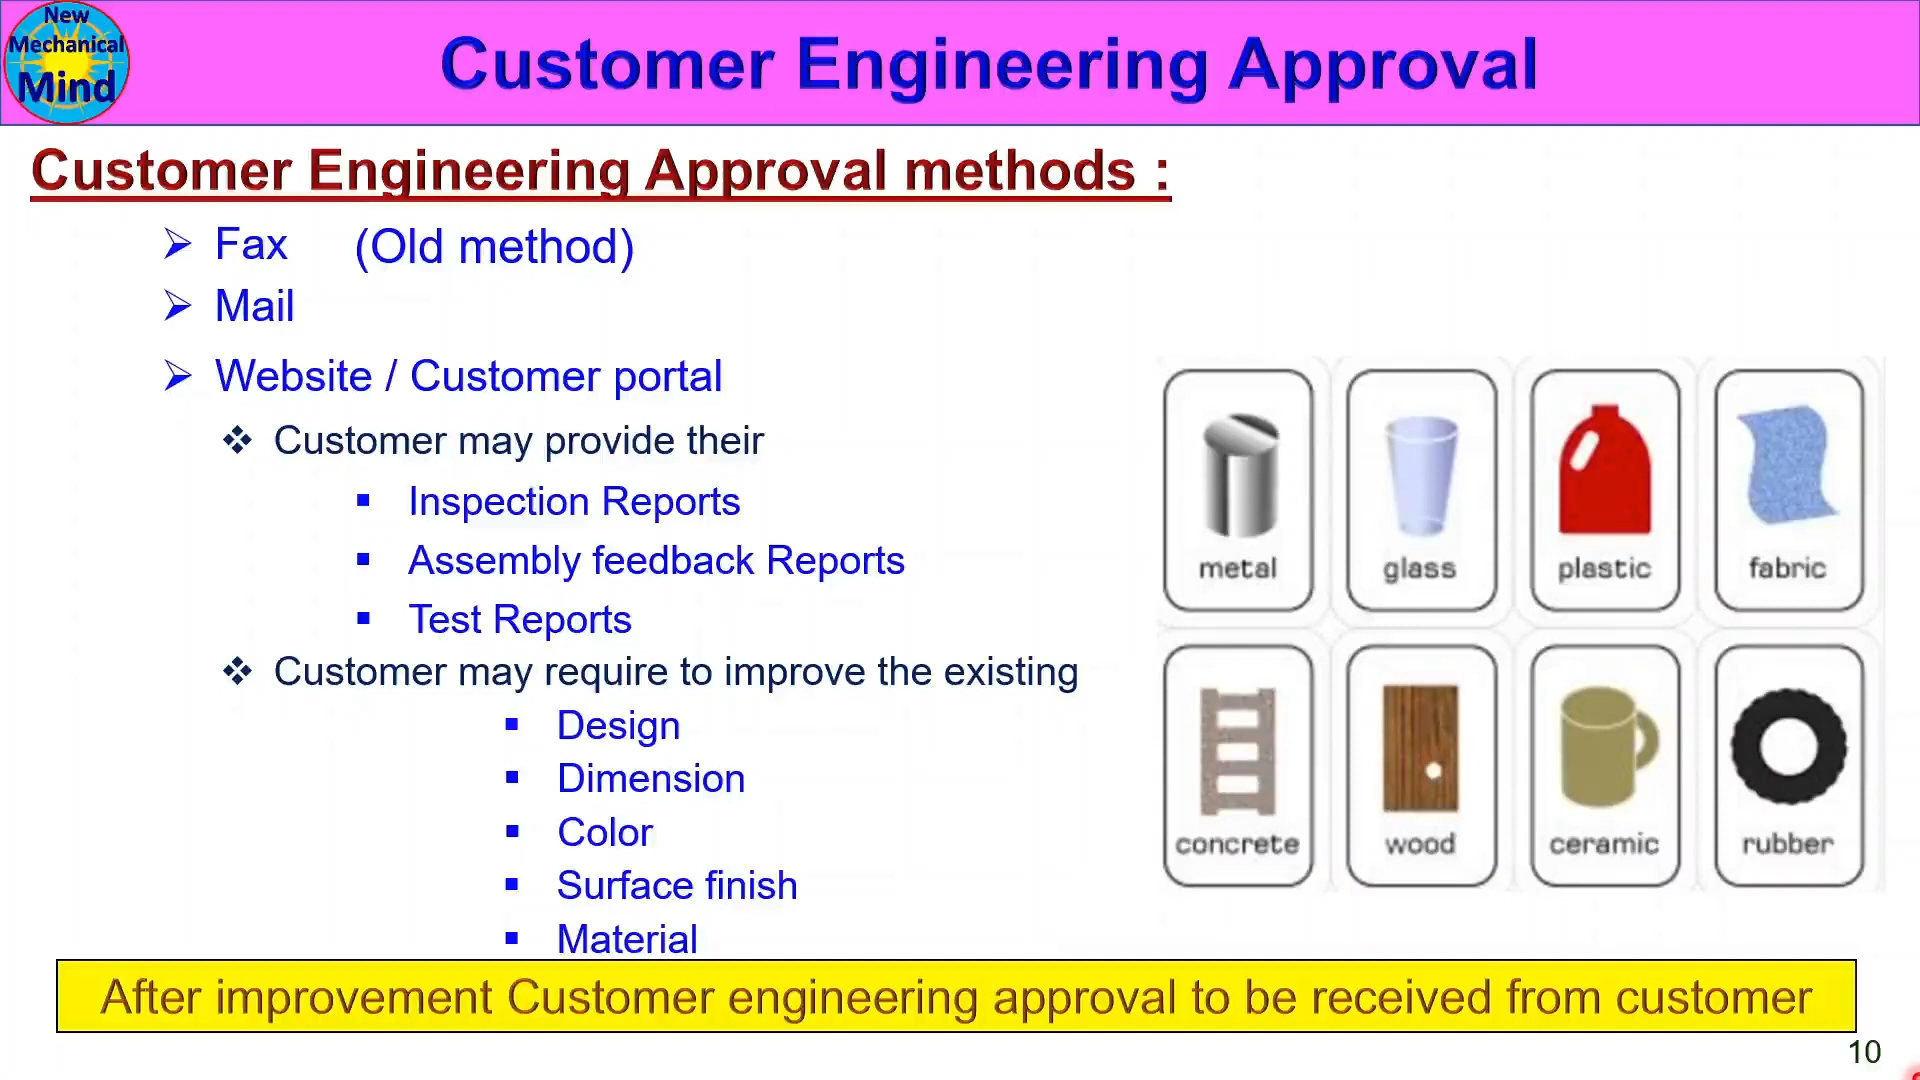 New
Mechanical
Mind
Customer Engineering Approval
Customer Engineering Approval methods :
Fax (Old method)
Mail
Website / Customer portal
Customer may provide their
Inspection Reports
Assembly feedback Reports
Test Reports
Customer may require to improve the existing
Design
Dimension
Color
Surface finish
Material
metal glass plastic fabric
concrete wood ceramic rubber
After improvement Customer engineering approval to be received from customer
10